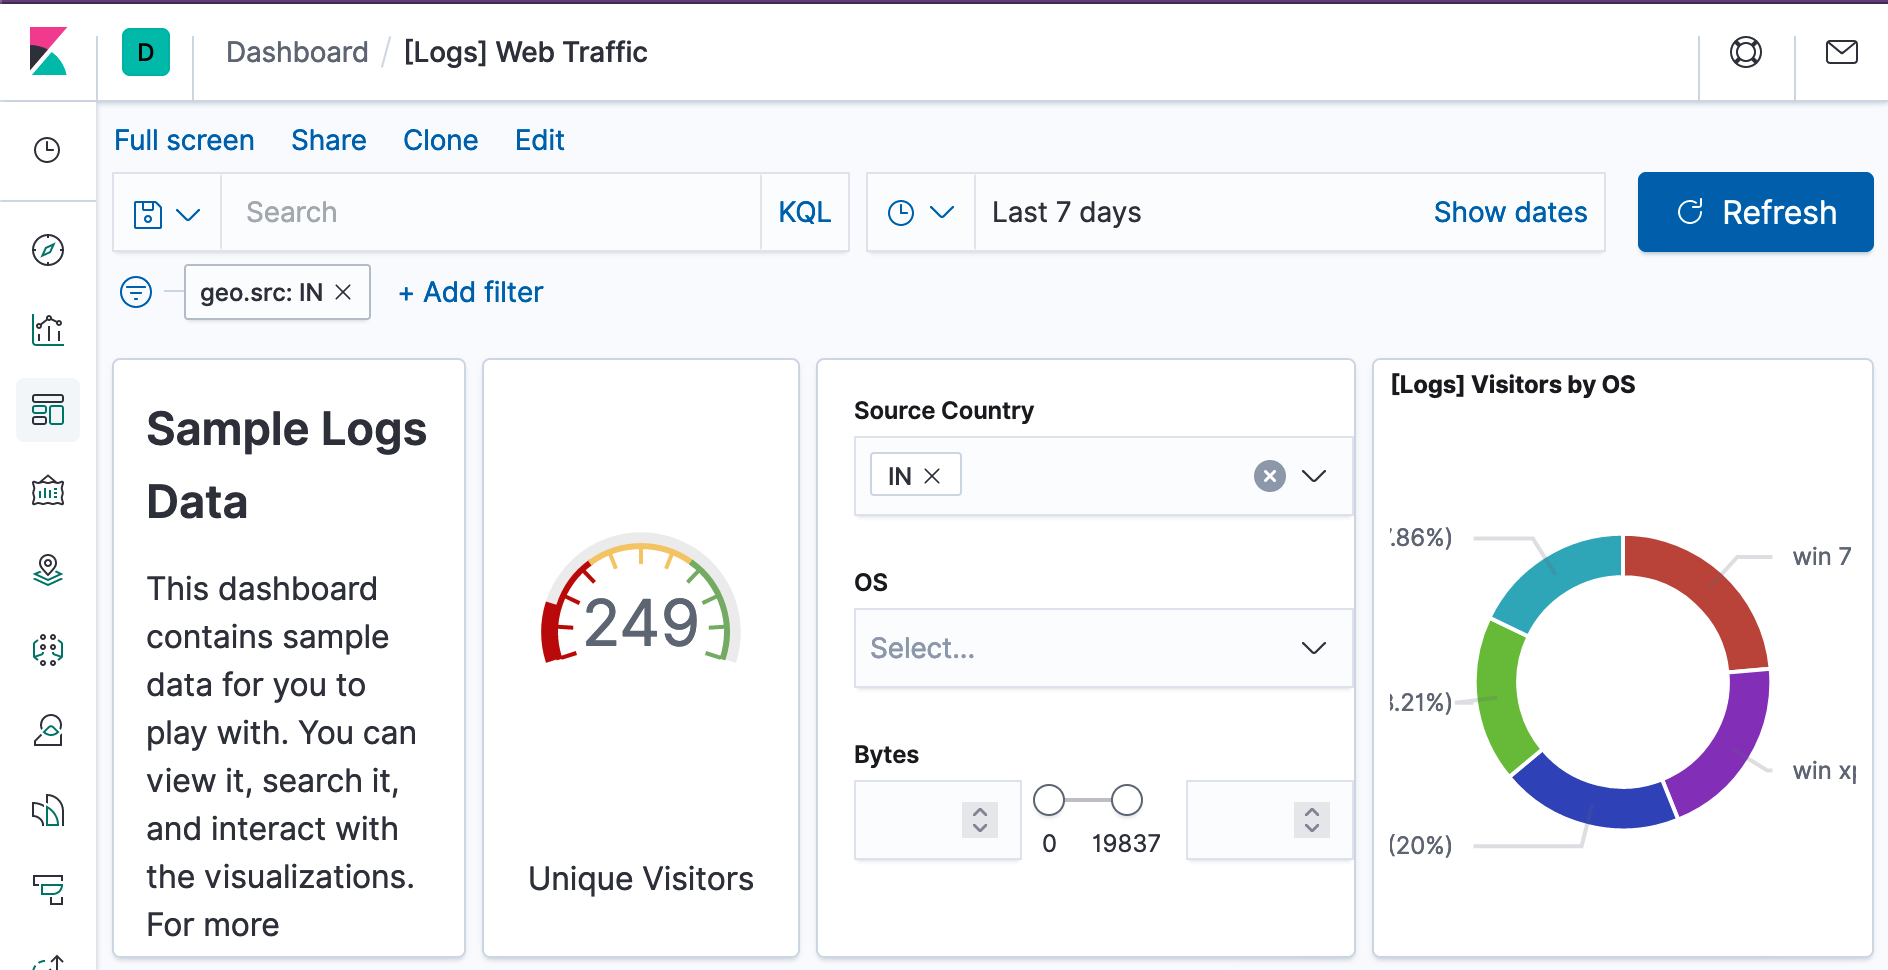 D
Dashboard / [Logs] Web Traffic
Full screen Share Clone Edit
Search KQL Last 7 days Show dates Refresh
geo.src: IN + Add filter
Sample Logs
Data
This dashboard
contains sample
data for you to
play with. You can
view it, search it,
and interact with
the visualizations.
For more
249
Unique Visitors
Source Country
IN
OS
Select...
Bytes
0 19837
[Logs] Visitors by OS
.86%)
win 7
.21%)
win xp
(20%)